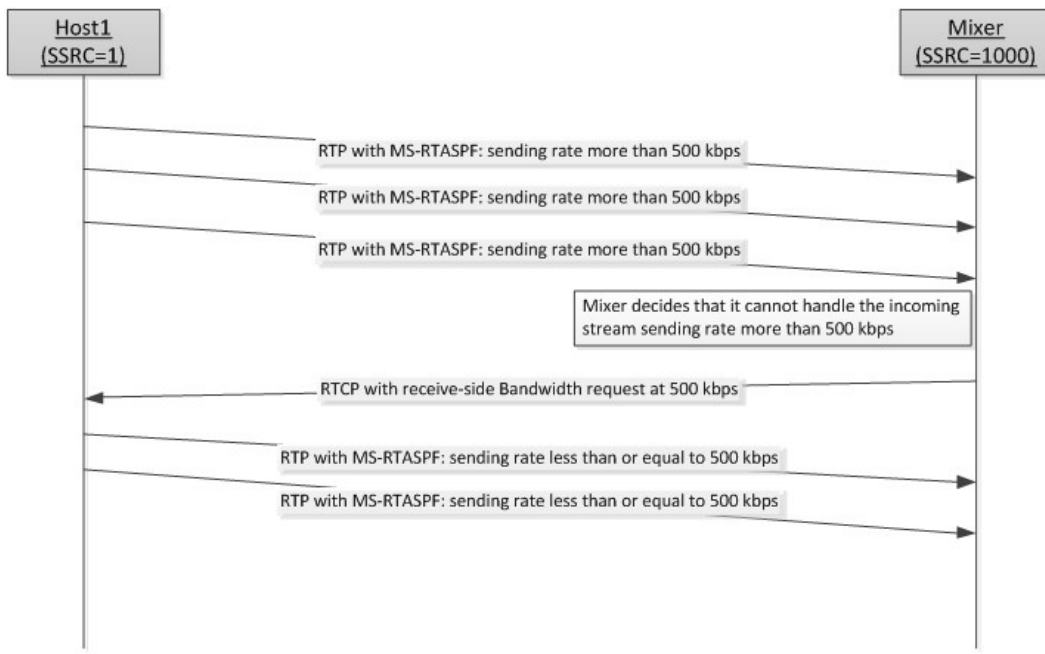 Host1
(SSRC=1)
Mixer
(SSRC=1000)
RTP with MS-RTASPF: sending rate more than 500 kbps
RTP with MS-RTASPF: sending rate more than 500 kbps
RTP with MS-RTASPF: sending rate more than 500 kbps
Mixer decides that it cannot handle the incoming
stream sending rate more than 500 kbps
RTCP with receive-side Bandwidth request at 500 kbps
RTP with MS-RTASPF: sending rate less than or equal to 500 kbps
RTP with MS-RTASPF: sending rate less than or equal to 500 kbps